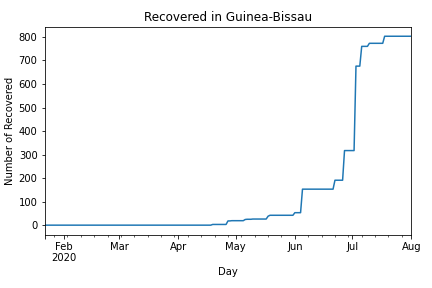 Recovered in Guinea-Bissau
Number of Recovered
800
700
600
500
400
300
200
100
0
Feb
2020
Mar
Apr
May
Jun
Jul
Aug
Day